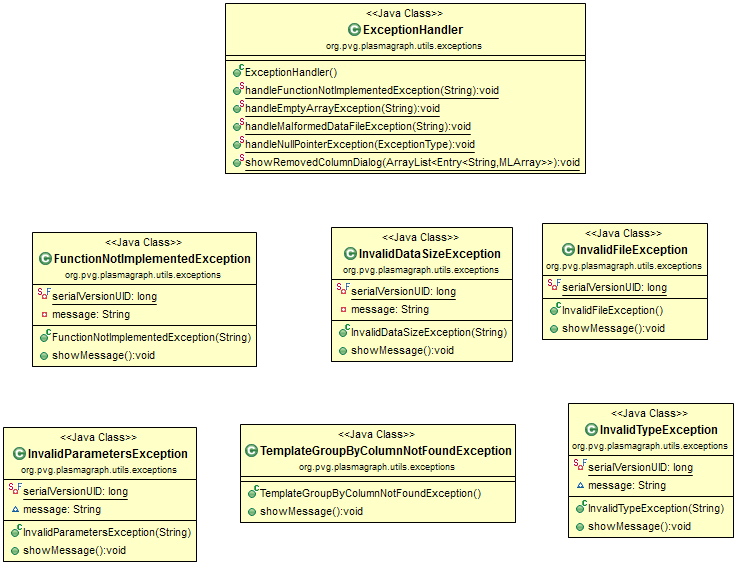 <<Java Class>>
ExceptionHandler
org.pvg.plasmagraph.utils.exceptions
ExceptionHandler()
handleFunctionNotImplementedException(String):void
handleEmptyArrayException(String):void
handleMalformedDataFileException(String):void
handleNullPointerException(ExceptionType):void
showRemovedColumnDialog(ArrayList<Entry<String,MLArray>>):void
<<Java Class>>
FunctionNotImplementedException
org.pvg.plasmagraph.utils.exceptions
serialVersionUID: long
message: String
FunctionNotImplementedException(String)
showMessage():void
<<Java Class>>
InvalidDataSizeException
org.pvg.plasmagraph.utils.exceptions
serialVersionUID: long
message: String
InvalidDataSizeException(String)
showMessage():void
<<Java Class>>
InvalidFileException
org.pvg.plasmagraph.utils.exceptions
serialVersionUID: long
InvalidFileException()
showMessage():void
<<Java Class>>
InvalidParametersException
org.pvg.plasmagraph.utils.exceptions
serialVersionUID: long
message: String
InvalidParametersException(String)
showMessage():void
<<Java Class>>
TemplateGroupByColumnNotFoundException
org.pvg.plasmagraph.utils.exceptions
TemplateGroupByColumnNotFoundException()
showMessage():void
<<Java Class>>
InvalidTypeException
org.pvg.plasmagraph.utils.exceptions
serialVersionUID: long
message: String
InvalidTypeException(String)
showMessage():void